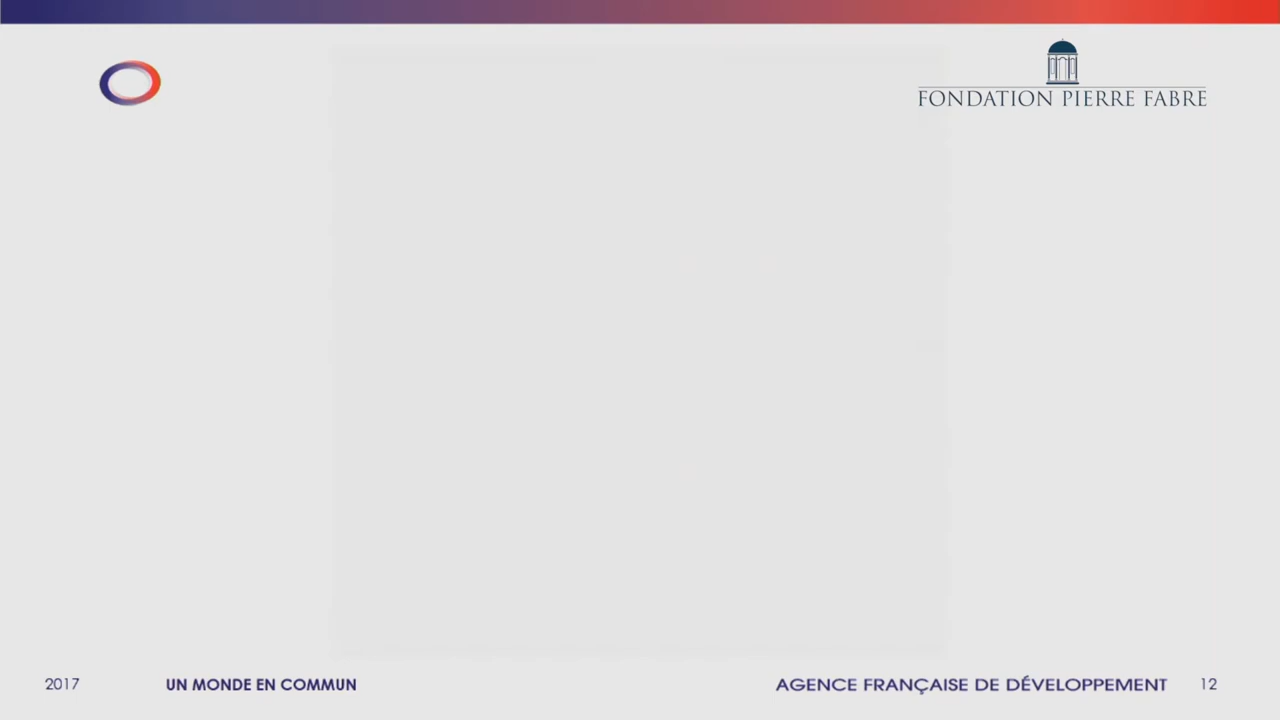 FONDATION PIERRE FABRE
2017 UN MONDE EN COMMUN AGENCE FRANÇAISE DE DÉVELOPPEMENT 12